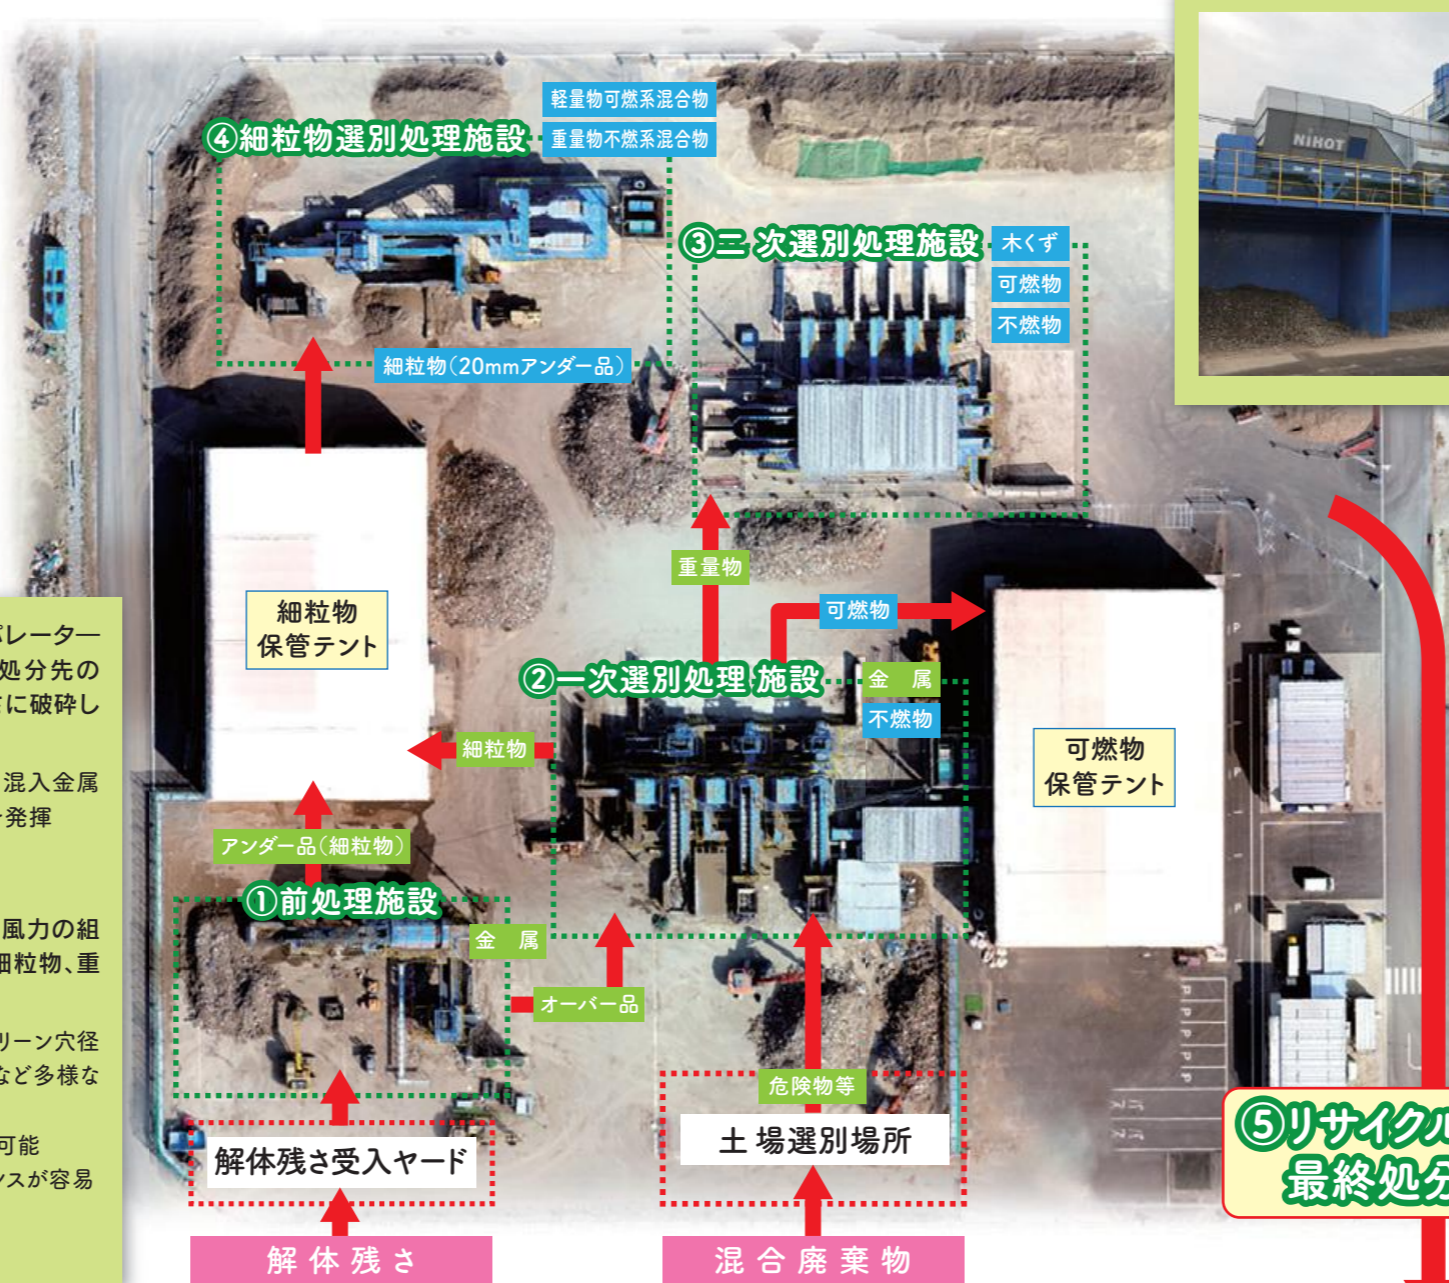 軽量物可燃系混合物
④細粒物選別処理施設
重量物不燃系混合物
NIHOT
③二次選別処理施設
木くず
可燃物
不燃物
細粒物（20mmアンダー品）
重量物
可燃物
細粒物
保管テント
②一次選別処理施設
金　属
不燃物
細粒物
可燃物
保管テント
アンダー品（細粒物）
①前処理施設
金　属
オーバー品
危険物等
土場選別場所
解体残さ受入ヤード
解体残さ
混合廃棄物
パレーター
処分先の
に破砕し
混入金属
発揮
風力の組
細粒物、重
リーン穴径
など多様な
可能
ンスが容易
⑤リサイクル
最終処分
P
P
P
P
P
P
P
P
P